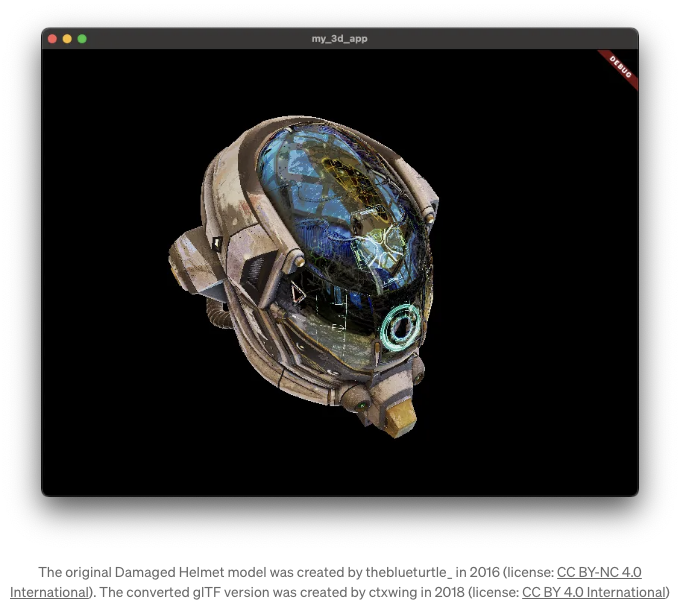 my_3d_app
DEBUG
The original Damaged Helmet model was created by theblueturtle_ in 2016 (license: CC BY-NC 4.0
International). The converted glTF version was created by ctxwing in 2018 (license: CC BY 4.0 International)